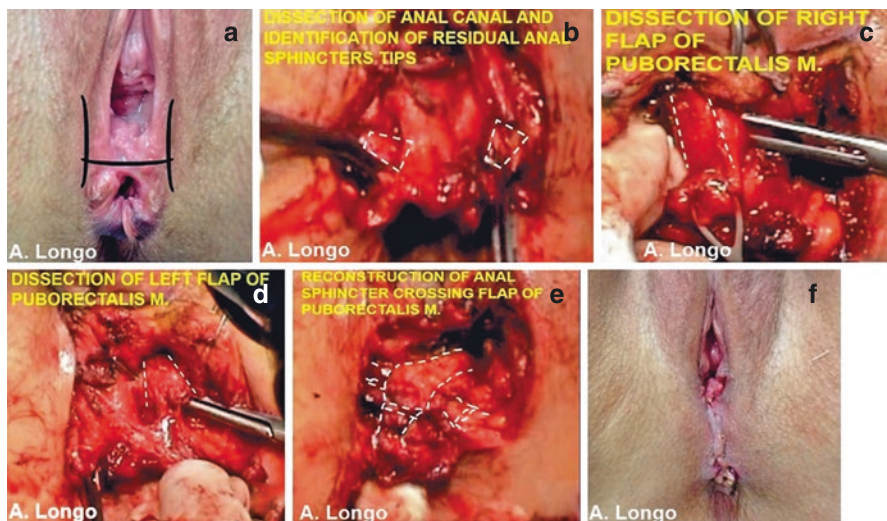 a
A. Longo
DISSECTION OF ANAL CANAL AND
IDENTIFICATION OF RESIDUAL ANAL
SPHINCTERS TIPS
b
A. Longo
DISSECTION OF RIGHT
FLAP OF
PUBORECTALIS M.
c
A. Longo
DISSECTION OF LEFT FLAP OF
PUBORECTALIS M.
d
A. Longo
RECONSTRUCTION OF ANAL
SPHINCTER CROSSING FLAP OF
PUBORECTALIS M.
e
A. Longo
f
A. Longo